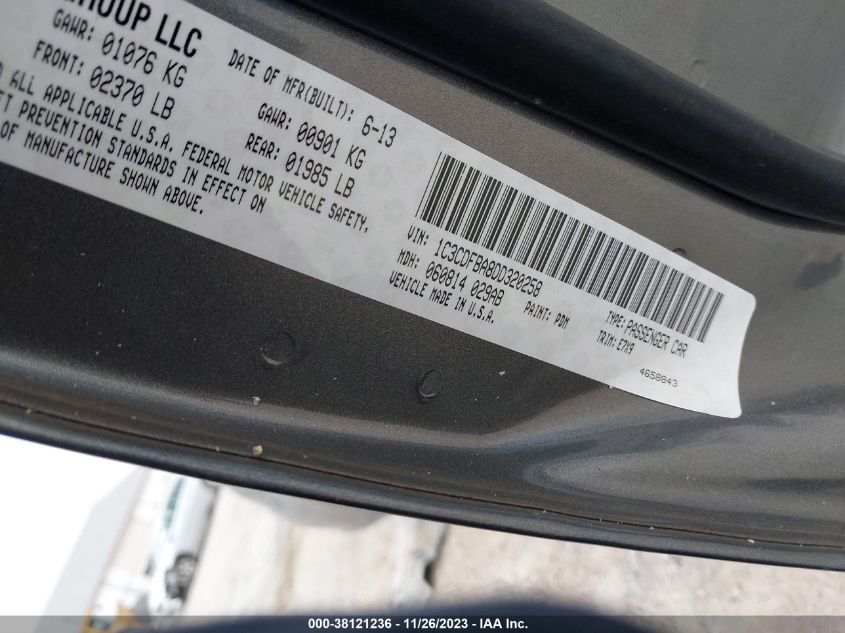 GROUP LLC
DATE OF MFR(BUILT): 6-13
GAWR: 01076 KG
GAWR: 00901 KG
FRONT: 02370 LB
REAR: 01985 LB
ALL APPLICABLE U.S.A. FEDERAL MOTOR VEHICLE SAFETY,
PREVENTION STANDARDS IN EFFECT ON
OF MANUFACTURE SHOWN ABOVE.
VIN: 1C3CDFBA8DD320258
MDH: 060814 029AB
PAINT: PDM
TYPE: PASSENGER CAR
VEHICLE MADE IN U.S.A.
TRIM: E7X9
4658843
000-38121236 - 11/26/2023 - IAA Inc.